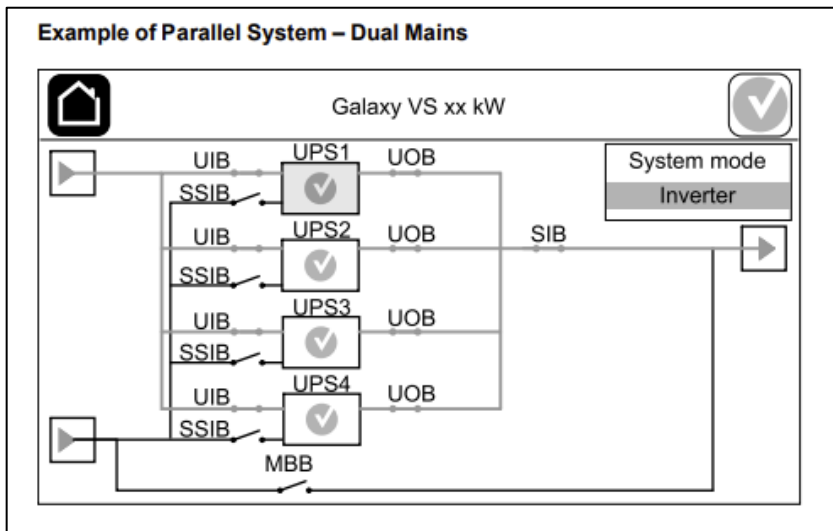 Example of Parallel System – Dual Mains
Galaxy VS xx kW
UIB UPS1 UOB
System mode
SSIB
Inverter
UIB UPS2 UOB SIB
SSIB
UIB UPS3 UOB
SSIB
UIB UPS4 UOB
SSIB
MBB